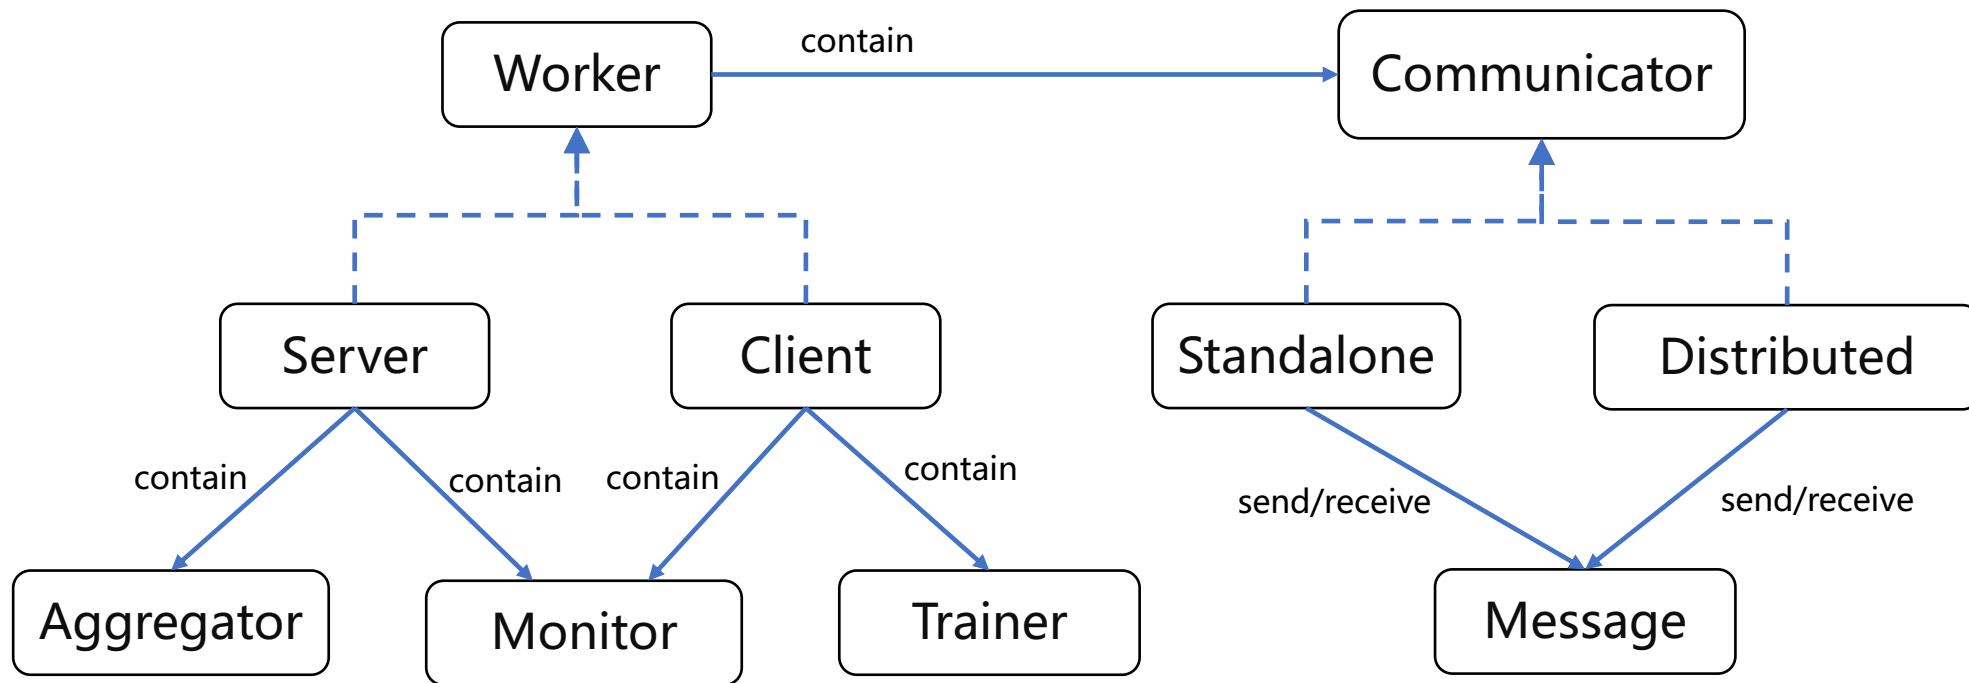 Worker
contain
Communicator
Server
Client
Standalone
Distributed
contain
contain
contain
contain
send/receive
send/receive
Aggregator
Monitor
Trainer
Message